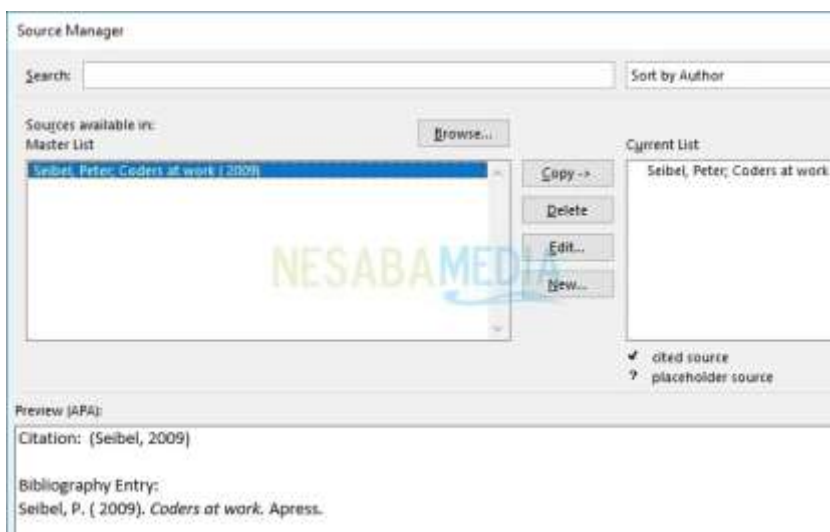 Source Manager
Search:
Sort by Author
Sources available in:
Master List
Browse...
Current List
Seibel, Peter; Coders at work ( 2009)
Copy ->
Seibel, Peter; Coders at work
Delete
Edit...
NESABAMEDIA
New...
✔ cited source
? placeholder source
Preview (APA):
Citation: (Seibel, 2009)
Bibliography Entry:
Seibel, P. ( 2009). Coders at work. Apress.